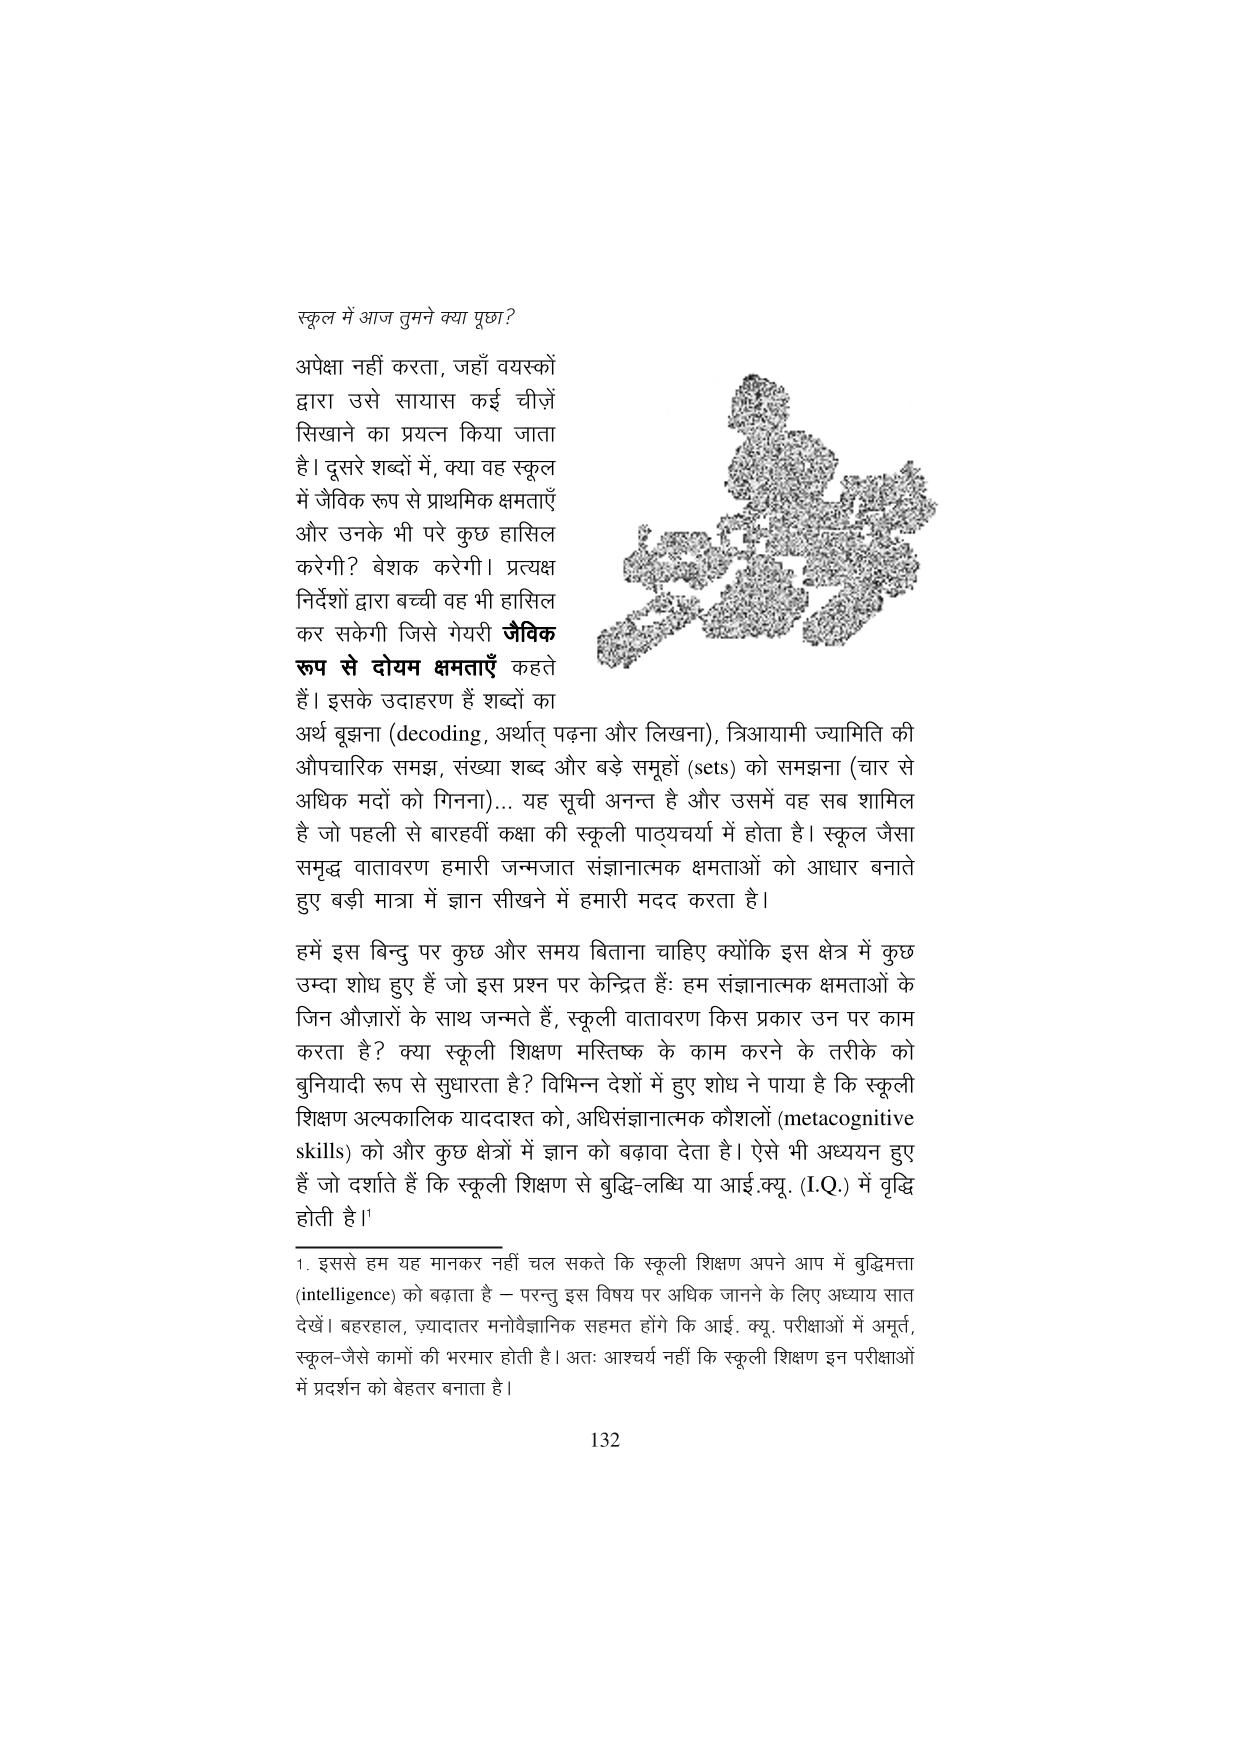 स्कूल में आज तुमने क्या पूछा?
अपेक्षा नहीं करता, जहाँ वयस्कों
द्वारा उसे सायास कई चीज़ें
सिखाने का प्रयत्न किया जाता
है। दूसरे शब्दों में, क्या वह स्कूल
में जैविक रूप से प्राथमिक क्षमताएँ
और उनके भी परे कुछ हासिल
करेगी? बेशक करेगी। प्रत्यक्ष
निर्देशों द्वारा बच्ची वह भी हासिल
कर सकेगी जिसे गेयरी जैविक
रूप से दोयम क्षमताएँ कहते
हैं। इसके उदाहरण हैं शब्दों का
अर्थ बूझना (decoding, अर्थात् पढ़ना और लिखना), त्रिआयामी ज्यामिति की
औपचारिक समझ, संख्या शब्द और बड़े समूहों (sets) को समझना (चार से
अधिक मदों को गिनना)... यह सूची अनन्त है और उसमें वह सब शामिल
है जो पहली से बारहवीं कक्षा की स्कूली पाठ्यचर्या में होता है। स्कूल जैसा
समृद्ध वातावरण हमारी जन्मजात संज्ञानात्मक क्षमताओं को आधार बनाते
हुए बड़ी मात्रा में ज्ञान सीखने में हमारी मदद करता है।
हमें इस बिन्दु पर कुछ और समय बिताना चाहिए क्योंकि इस क्षेत्र में कुछ
उम्दा शोध हुए हैं जो इस प्रश्न पर केन्द्रित हैं: हम संज्ञानात्मक क्षमताओं के
जिन औज़ारों के साथ जन्मते हैं, स्कूली वातावरण किस प्रकार उन पर काम
करता है? क्या स्कूली शिक्षण मस्तिष्क के काम करने के तरीके को
बुनियादी रूप से सुधारता है? विभिन्न देशों में हुए शोध ने पाया है कि स्कूली
शिक्षण अल्पकालिक याददाश्त को, अधिसंज्ञानात्मक कौशलों (metacognitive
skills) को और कुछ क्षेत्रों में ज्ञान को बढ़ावा देता है। ऐसे भी अध्ययन हुए
हैं जो दर्शाते हैं कि स्कूली शिक्षण से बुद्धि-लब्धि या आई.क्यू. (I.Q.) में वृद्धि
होती है।¹
1. इससे हम यह मानकर नहीं चल सकते कि स्कूली शिक्षण अपने आप में बुद्धिमत्ता
(intelligence) को बढ़ाता है – परन्तु इस विषय पर अधिक जानने के लिए अध्याय सात
देखें। बहरहाल, ज़्यादातर मनोवैज्ञानिक सहमत होंगे कि आई. क्यू. परीक्षाओं में अमूर्त,
स्कूल-जैसे कामों की भरमार होती है। अतः आश्चर्य नहीं कि स्कूली शिक्षण इन परीक्षाओं
में प्रदर्शन को बेहतर बनाता है।
132